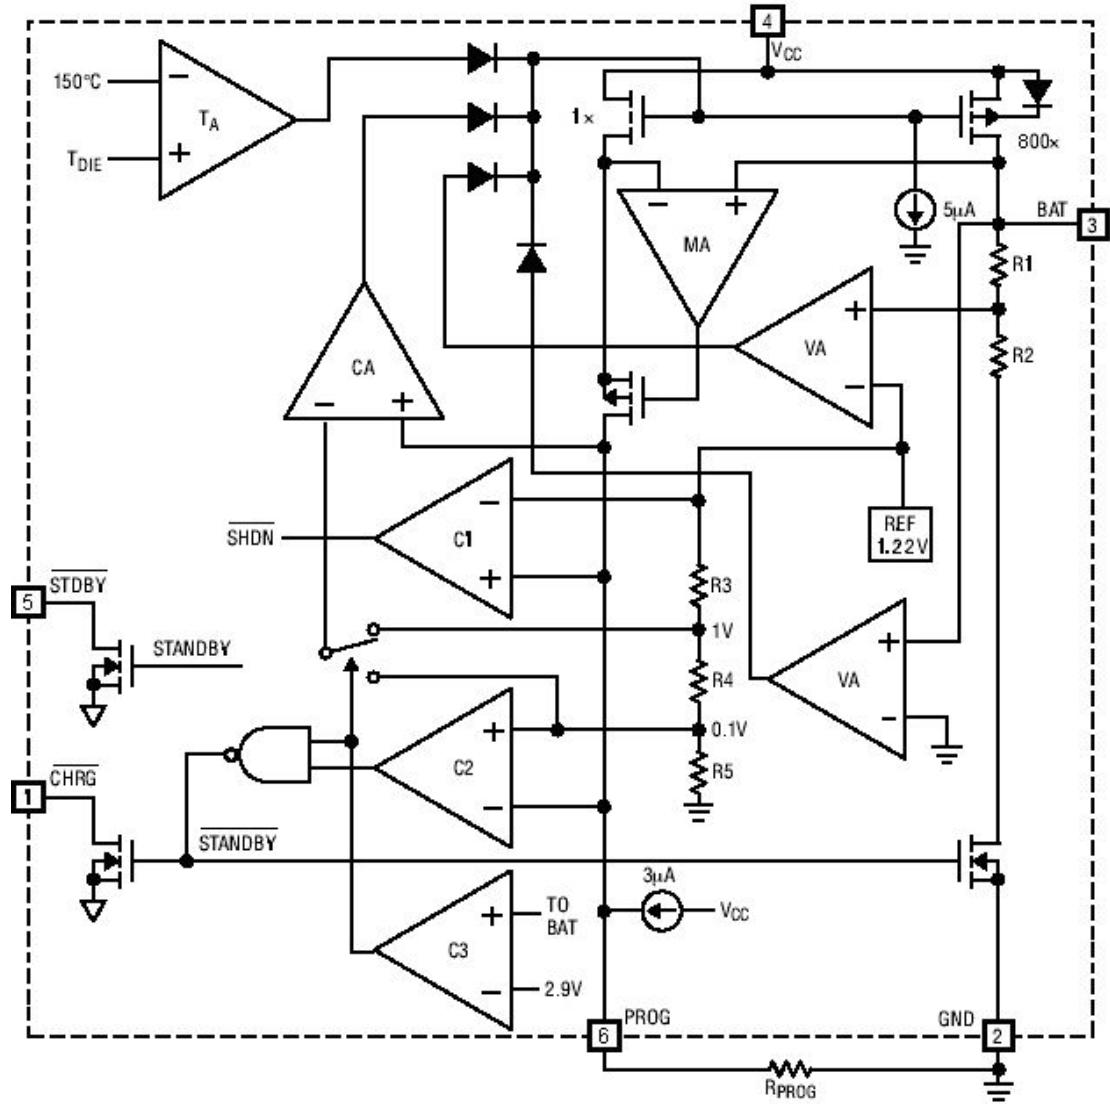 4
VCC
150°C
TA
TDIE
1×
800×
5μA
BAT
3
− +
MA
R1
R2
+
VA
−
CA
− +
REF
1.22V
SHDN
−
C1
+
R3
1V
5
STDBY
STANDBY
R4
+
VA
−
0.1V
R5
+
C2
−
1
CHRG
STANDBY
3μA
VCC
+
TO
BAT
C3
−
2.9V
PROG
6
GND
2
RPROG